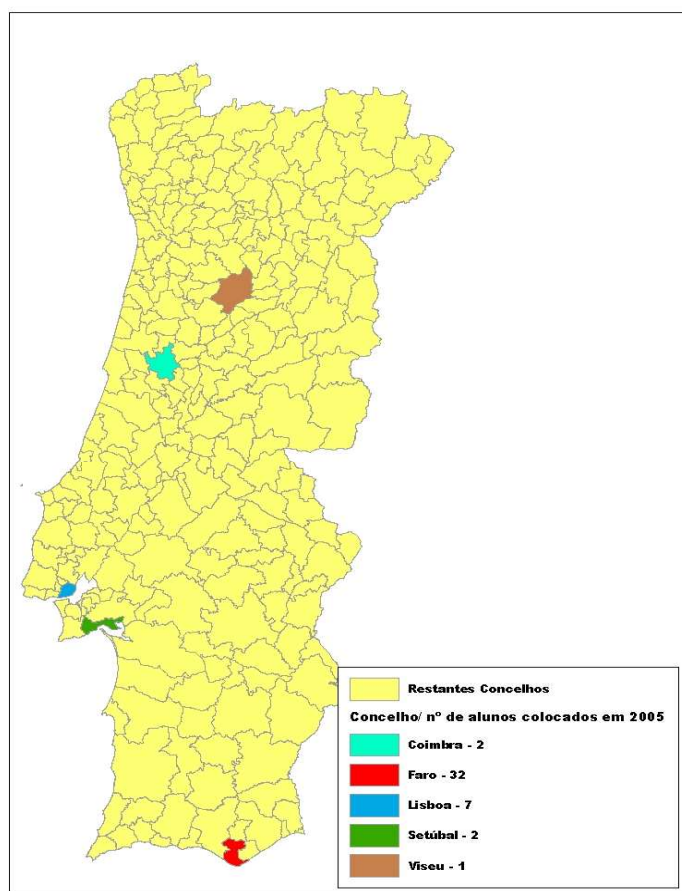 Restantes Concelhos
Concelho/ nº de alunos colocados em 2005
Coimbra - 2
Faro - 32
Lisboa - 7
Setúbal - 2
Viseu - 1